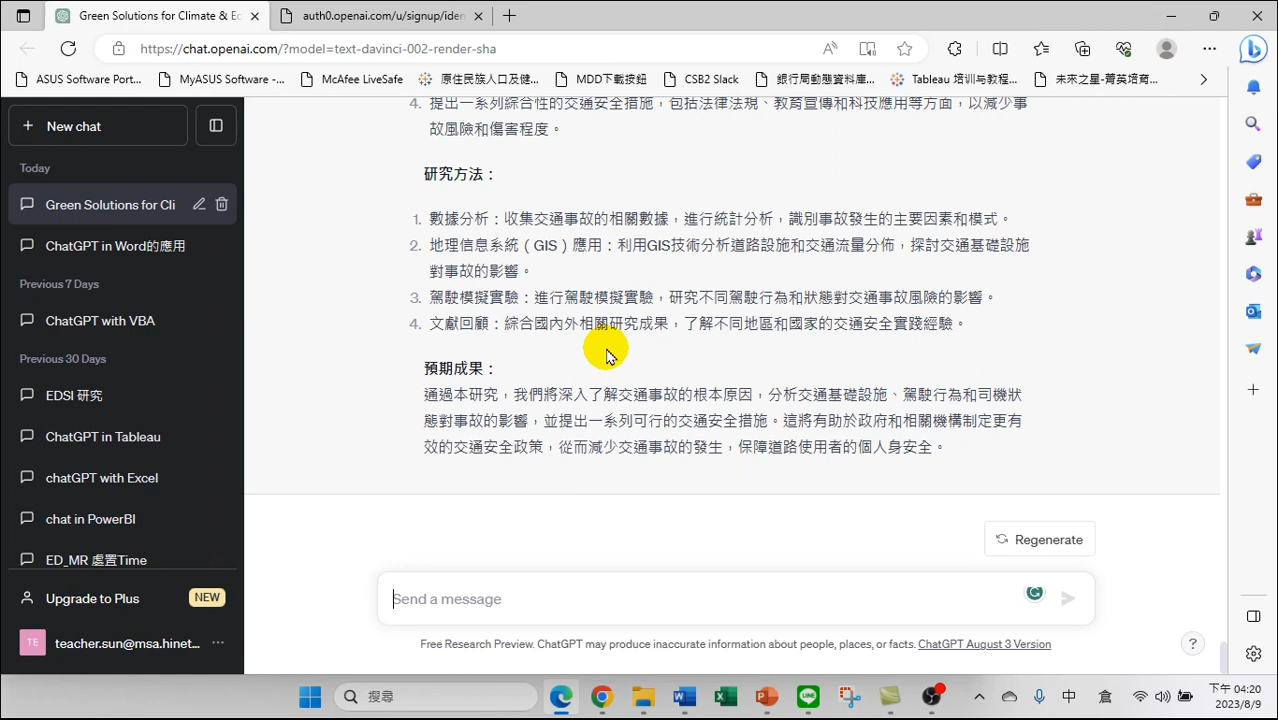 Green Solutions for Climate & Ec
auth0.openai.com/u/signup/iden
https://chat.openai.com/?model=text-davinci-002-render-sha
ASUS Software Port...
MyASUS Software -...
McAfee LiveSafe
原住民族人口及健...
MDD下載按鈕
CSB2 Slack
銀行局動態資料庫...
Tableau 培训与教程...
未來之星-菁英培育...
New chat
Today
Green Solutions for Cli
ChatGPT in Word的應用
Previous 7 Days
ChatGPT with VBA
Previous 30 Days
EDSI 研究
ChatGPT in Tableau
chatGPT with Excel
chat in PowerBI
ED_MR 處置Time
Upgrade to Plus
NEW
TE
teacher.sun@msa.hinet...
4. 提出一系列綜合性的交通安全措施，包括法律法規、教育宣傳和科技應用等方面，以減少事
故風險和傷害程度。
研究方法：
1. 數據分析：收集交通事故的相關數據，進行統計分析，識別事故發生的主要因素和模式。
2. 地理信息系統（GIS）應用：利用GIS技術分析道路設施和交通流量分佈，探討交通基礎設施
對事故的影響。
3. 駕駛模擬實驗：進行駕駛模擬實驗，研究不同駕駛行為和狀態對交通事故風險的影響。
4. 文獻回顧：綜合國內外相關研究成果，了解不同地區和國家的交通安全實踐經驗。
預期成果：
通過本研究，我們將深入了解交通事故的根本原因，分析交通基礎設施、駕駛行為和司機狀
態對事故的影響，並提出一系列可行的交通安全措施。這將有助於政府和相關機構制定更有
效的交通安全政策，從而減少交通事故的發生，保障道路使用者的個人身安全。
Regenerate
Send a message
Free Research Preview. ChatGPT may produce inaccurate information about people, places, or facts. ChatGPT August 3 Version
?
搜尋
中
下午 04:20
2023/8/9